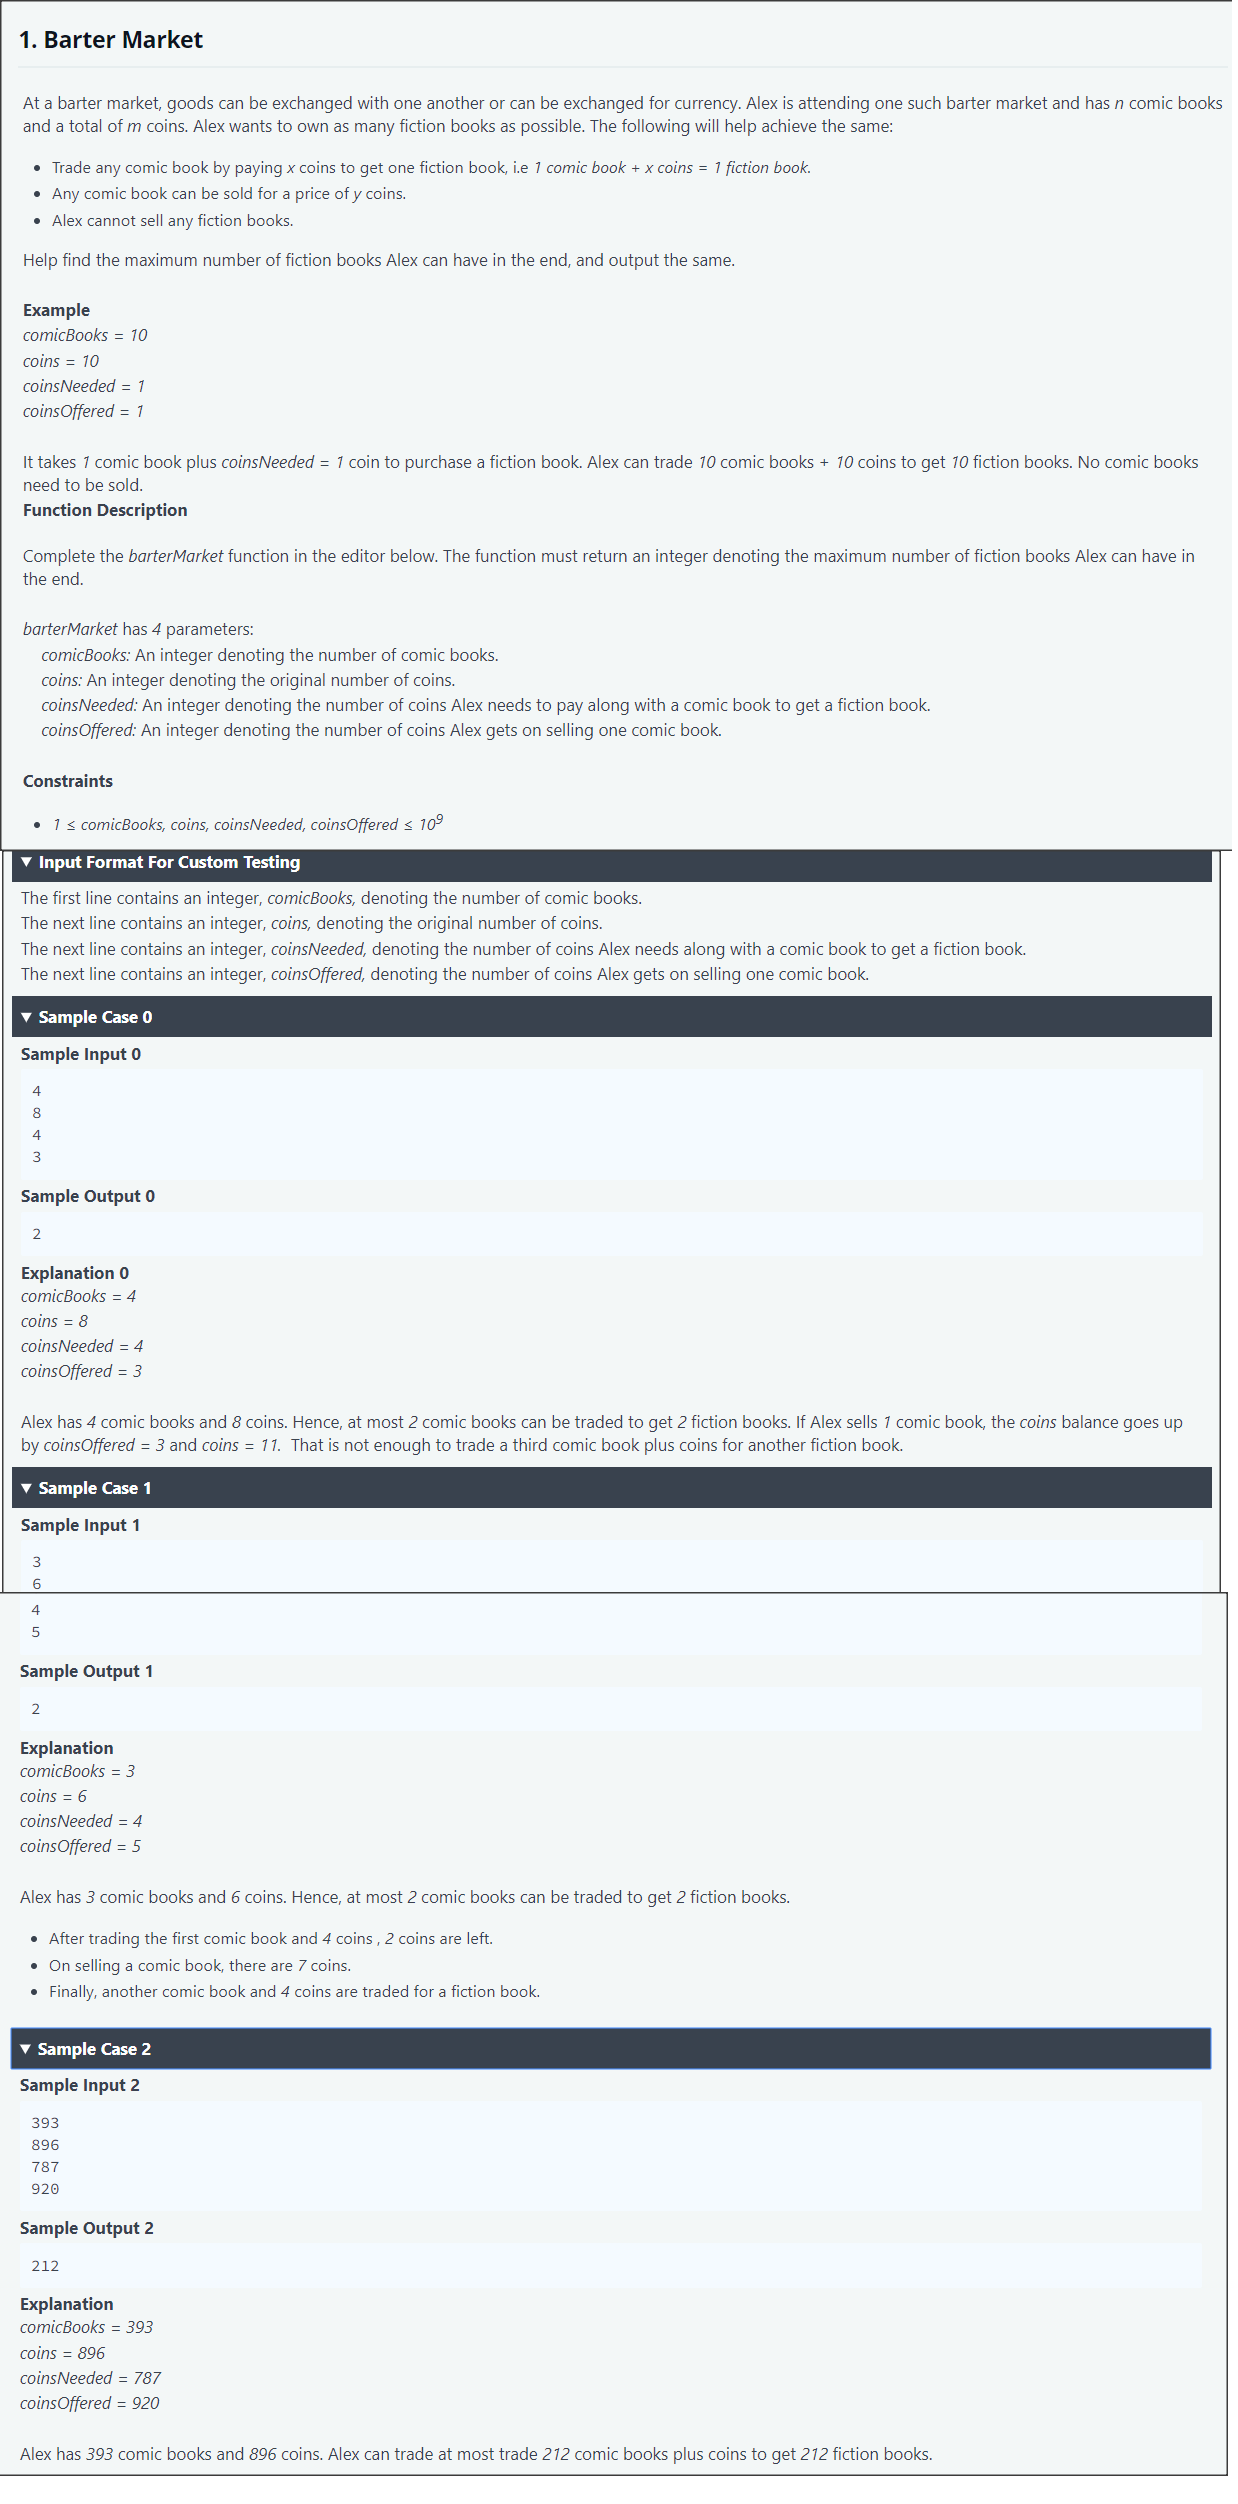 1. Barter Market
At a barter market, goods can be exchanged with one another or can be exchanged for currency. Alex is attending one such barter market and has n comic books
and a total of m coins. Alex wants to own as many fiction books as possible. The following will help achieve the same:
• Trade any comic book by paying x coins to get one fiction book, i.e 1 comic book + x coins = 1 fiction book.
• Any comic book can be sold for a price of y coins.
• Alex cannot sell any fiction books.
Help find the maximum number of fiction books Alex can have in the end, and output the same.
Example
comicBooks = 10
coins = 10
coinsNeeded = 1
coinsOffered = 1
It takes 1 comic book plus coinsNeeded = 1 coin to purchase a fiction book. Alex can trade 10 comic books + 10 coins to get 10 fiction books. No comic books
need to be sold.
Function Description
Complete the barterMarket function in the editor below. The function must return an integer denoting the maximum number of fiction books Alex can have in
the end.
barterMarket has 4 parameters:
comicBooks: An integer denoting the number of comic books.
coins: An integer denoting the original number of coins.
coinsNeeded: An integer denoting the number of coins Alex needs to pay along with a comic book to get a fiction book.
coinsOffered: An integer denoting the number of coins Alex gets on selling one comic book.
Constraints
• 1 ≤ comicBooks, coins, coinsNeeded, coinsOffered ≤ 10⁹
▼ Input Format For Custom Testing
The first line contains an integer, comicBooks, denoting the number of comic books.
The next line contains an integer, coins, denoting the original number of coins.
The next line contains an integer, coinsNeeded, denoting the number of coins Alex needs along with a comic book to get a fiction book.
The next line contains an integer, coinsOffered, denoting the number of coins Alex gets on selling one comic book.
▼ Sample Case 0
Sample Input 0
4
8
4
3
Sample Output 0
2
Explanation 0
comicBooks = 4
coins = 8
coinsNeeded = 4
coinsOffered = 3
Alex has 4 comic books and 8 coins. Hence, at most 2 comic books can be traded to get 2 fiction books. If Alex sells 1 comic book, the coins balance goes up
by coinsOffered = 3 and coins = 11.  That is not enough to trade a third comic book plus coins for another fiction book.
▼ Sample Case 1
Sample Input 1
3
6
4
5
Sample Output 1
2
Explanation
comicBooks = 3
coins = 6
coinsNeeded = 4
coinsOffered = 5
Alex has 3 comic books and 6 coins. Hence, at most 2 comic books can be traded to get 2 fiction books.
• After trading the first comic book and 4 coins , 2 coins are left.
• On selling a comic book, there are 7 coins.
• Finally, another comic book and 4 coins are traded for a fiction book.
▼ Sample Case 2
Sample Input 2
393
896
787
920
Sample Output 2
212
Explanation
comicBooks = 393
coins = 896
coinsNeeded = 787
coinsOffered = 920
Alex has 393 comic books and 896 coins. Alex can trade at most trade 212 comic books plus coins to get 212 fiction books.